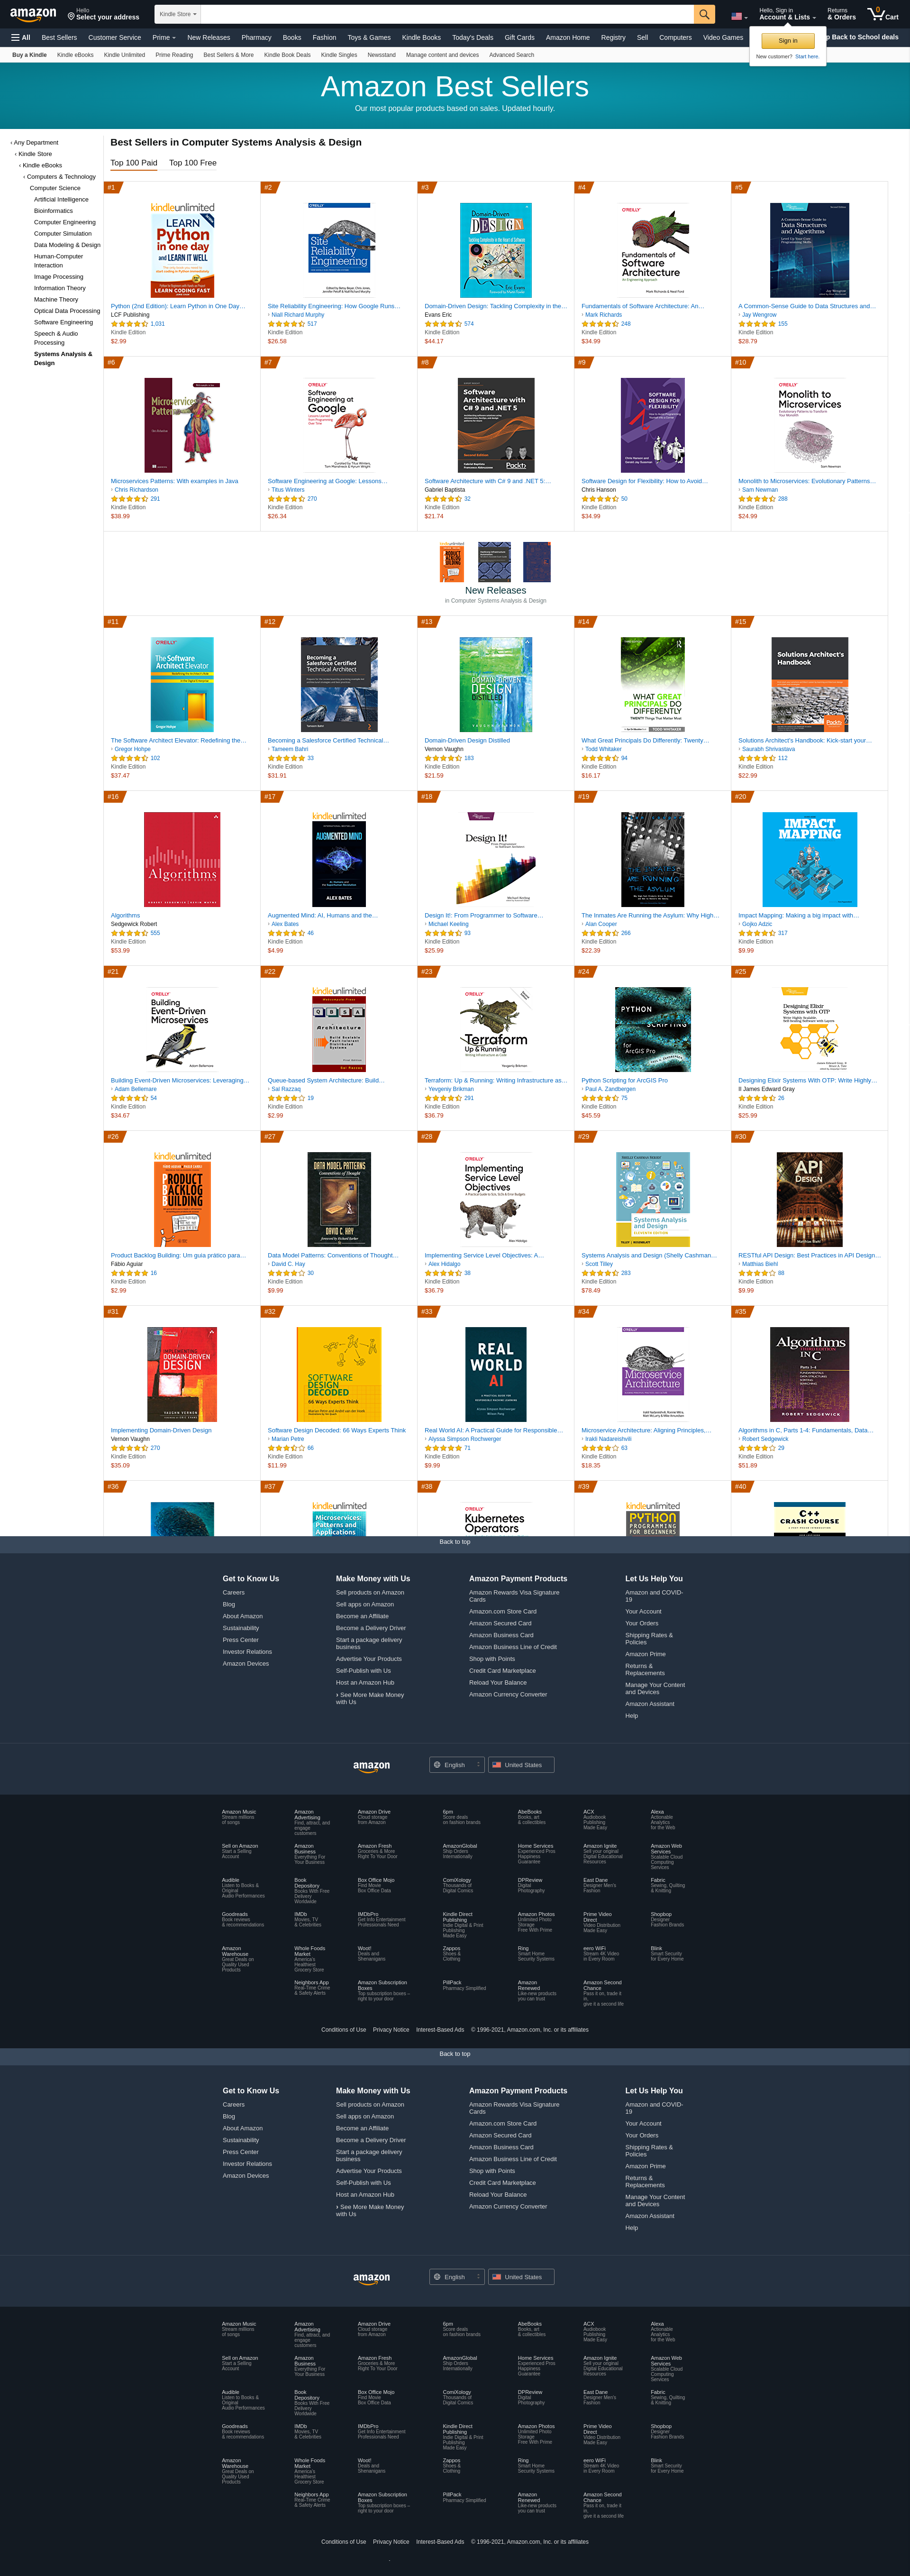 amazon
Hello
Select your address
Kindle Store
Hello, Sign in
Account & Lists
Returns
& Orders
0
Cart
All
Best Sellers
Customer Service
Prime
New Releases
Pharmacy
Books
Fashion
Toys & Games
Kindle Books
Today's Deals
Gift Cards
Amazon Home
Registry
Sell
Computers
Video Games
p Back to School deals
Sign in
New customer? Start here.
Buy a Kindle
Kindle eBooks
Kindle Unlimited
Prime Reading
Best Sellers & More
Kindle Book Deals
Kindle Singles
Newsstand
Manage content and devices
Advanced Search
Amazon Best Sellers
Our most popular products based on sales. Updated hourly.
‹ Any Department
‹ Kindle Store
‹ Kindle eBooks
‹ Computers & Technology
Computer Science
Artificial Intelligence
Bioinformatics
Computer Engineering
Computer Simulation
Data Modeling & Design
Human-Computer
Interaction
Image Processing
Information Theory
Machine Theory
Optical Data Processing
Software Engineering
Speech & Audio
Processing
Systems Analysis &
Design
Best Sellers in Computer Systems Analysis & Design
Top 100 Paid
Top 100 Free
#1
Python (2nd Edition): Learn Python in One Day…
LCF Publishing
1,031
Kindle Edition
$2.99
#2
Site Reliability Engineering: How Google Runs…
› Niall Richard Murphy
517
Kindle Edition
$26.58
#3
Domain-Driven Design: Tackling Complexity in the…
Evans Eric
574
Kindle Edition
$44.17
#4
Fundamentals of Software Architecture: An…
› Mark Richards
248
Kindle Edition
$34.99
#5
A Common-Sense Guide to Data Structures and…
› Jay Wengrow
155
Kindle Edition
$28.79
#6
Microservices Patterns: With examples in Java
› Chris Richardson
291
Kindle Edition
$38.99
#7
Software Engineering at Google: Lessons…
› Titus Winters
270
Kindle Edition
$26.34
#8
Software Architecture with C# 9 and .NET 5:…
Gabriel Baptista
32
Kindle Edition
$21.74
#9
Software Design for Flexibility: How to Avoid…
Chris Hanson
50
Kindle Edition
$34.99
#10
Monolith to Microservices: Evolutionary Patterns…
› Sam Newman
288
Kindle Edition
$24.99
New Releases
in Computer Systems Analysis & Design
#11
The Software Architect Elevator: Redefining the…
› Gregor Hohpe
102
Kindle Edition
$37.47
#12
Becoming a Salesforce Certified Technical…
› Tameem Bahri
33
Kindle Edition
$31.91
#13
Domain-Driven Design Distilled
Vernon Vaughn
183
Kindle Edition
$21.59
#14
What Great Principals Do Differently: Twenty…
› Todd Whitaker
94
Kindle Edition
$16.17
#15
Solutions Architect's Handbook: Kick-start your…
› Saurabh Shrivastava
112
Kindle Edition
$22.99
#16
Algorithms
Sedgewick Robert
555
Kindle Edition
$53.99
#17
Augmented Mind: AI, Humans and the…
› Alex Bates
46
Kindle Edition
$4.99
#18
Design It!: From Programmer to Software…
› Michael Keeling
93
Kindle Edition
$25.99
#19
The Inmates Are Running the Asylum: Why High…
› Alan Cooper
266
Kindle Edition
$22.39
#20
Impact Mapping: Making a big impact with…
› Gojko Adzic
317
Kindle Edition
$9.99
#21
Building Event-Driven Microservices: Leveraging…
› Adam Bellemare
54
Kindle Edition
$34.67
#22
Queue-based System Architecture: Build…
› Sal Razzaq
19
Kindle Edition
$2.99
#23
Terraform: Up & Running: Writing Infrastructure as…
› Yevgeniy Brikman
291
Kindle Edition
$36.79
#24
Python Scripting for ArcGIS Pro
› Paul A. Zandbergen
75
Kindle Edition
$45.59
#25
Designing Elixir Systems With OTP: Write Highly…
II James Edward Gray
26
Kindle Edition
$25.99
#26
Product Backlog Building: Um guia prático para…
Fábio Aguiar
16
Kindle Edition
$2.99
#27
Data Model Patterns: Conventions of Thought…
› David C. Hay
30
Kindle Edition
$9.99
#28
Implementing Service Level Objectives: A…
› Alex Hidalgo
38
Kindle Edition
$36.79
#29
Systems Analysis and Design (Shelly Cashman…
› Scott Tilley
283
Kindle Edition
$78.49
#30
RESTful API Design: Best Practices in API Design…
› Matthias Biehl
88
Kindle Edition
$9.99
#31
Implementing Domain-Driven Design
Vernon Vaughn
270
Kindle Edition
$35.09
#32
Software Design Decoded: 66 Ways Experts Think
› Marian Petre
66
Kindle Edition
$11.99
#33
Real World AI: A Practical Guide for Responsible…
› Alyssa Simpson Rochwerger
71
Kindle Edition
$9.99
#34
Microservice Architecture: Aligning Principles,…
› Irakli Nadareishvili
63
Kindle Edition
$18.35
#35
Algorithms in C, Parts 1-4: Fundamentals, Data…
› Robert Sedgewick
29
Kindle Edition
$51.89
#36
#37
kindleunlimited
Microservices:
Patterns and
Applications
#38
O'REILLY
Kubernetes
Operators
#39
kindleunlimited
PYTHON
PROGRAMMING
FOR BEGINNERS
#40
C++
CRASH COURSE
Back to top
Get to Know Us
Careers
Blog
About Amazon
Sustainability
Press Center
Investor Relations
Amazon Devices
Make Money with Us
Sell products on Amazon
Sell apps on Amazon
Become an Affiliate
Become a Delivery Driver
Start a package delivery
business
Advertise Your Products
Self-Publish with Us
Host an Amazon Hub
› See More Make Money
with Us
Amazon Payment Products
Amazon Rewards Visa Signature
Cards
Amazon.com Store Card
Amazon Secured Card
Amazon Business Card
Amazon Business Line of Credit
Shop with Points
Credit Card Marketplace
Reload Your Balance
Amazon Currency Converter
Let Us Help You
Amazon and COVID-
19
Your Account
Your Orders
Shipping Rates &
Policies
Amazon Prime
Returns &
Replacements
Manage Your Content
and Devices
Amazon Assistant
Help
amazon
English
United States
Amazon Music
Stream millions
of songs
Amazon
Advertising
Find, attract, and
engage
customers
Amazon Drive
Cloud storage
from Amazon
6pm
Score deals
on fashion brands
AbeBooks
Books, art
& collectibles
ACX
Audiobook
Publishing
Made Easy
Alexa
Actionable
Analytics
for the Web
Sell on Amazon
Start a Selling
Account
Amazon
Business
Everything For
Your Business
Amazon Fresh
Groceries & More
Right To Your Door
AmazonGlobal
Ship Orders
Internationally
Home Services
Experienced Pros
Happiness
Guarantee
Amazon Ignite
Sell your original
Digital Educational
Resources
Amazon Web
Services
Scalable Cloud
Computing
Services
Audible
Listen to Books &
Original
Audio Performances
Book
Depository
Books With Free
Delivery
Worldwide
Box Office Mojo
Find Movie
Box Office Data
ComiXology
Thousands of
Digital Comics
DPReview
Digital
Photography
East Dane
Designer Men's
Fashion
Fabric
Sewing, Quilting
& Knitting
Goodreads
Book reviews
& recommendations
IMDb
Movies, TV
& Celebrities
IMDbPro
Get Info Entertainment
Professionals Need
Kindle Direct
Publishing
Indie Digital & Print
Publishing
Made Easy
Amazon Photos
Unlimited Photo
Storage
Free With Prime
Prime Video
Direct
Video Distribution
Made Easy
Shopbop
Designer
Fashion Brands
Amazon
Warehouse
Great Deals on
Quality Used
Products
Whole Foods
Market
America's
Healthiest
Grocery Store
Woot!
Deals and
Shenanigans
Zappos
Shoes &
Clothing
Ring
Smart Home
Security Systems
eero WiFi
Stream 4K Video
in Every Room
Blink
Smart Security
for Every Home
Neighbors App
Real-Time Crime
& Safety Alerts
Amazon Subscription
Boxes
Top subscription boxes –
right to your door
PillPack
Pharmacy Simplified
Amazon
Renewed
Like-new products
you can trust
Amazon Second
Chance
Pass it on, trade it
in,
give it a second life
Conditions of Use
Privacy Notice
Interest-Based Ads
© 1996-2021, Amazon.com, Inc. or its affiliates
Back to top
Get to Know Us
Careers
Blog
About Amazon
Sustainability
Press Center
Investor Relations
Amazon Devices
Make Money with Us
Sell products on Amazon
Sell apps on Amazon
Become an Affiliate
Become a Delivery Driver
Start a package delivery
business
Advertise Your Products
Self-Publish with Us
Host an Amazon Hub
› See More Make Money
with Us
Amazon Payment Products
Amazon Rewards Visa Signature
Cards
Amazon.com Store Card
Amazon Secured Card
Amazon Business Card
Amazon Business Line of Credit
Shop with Points
Credit Card Marketplace
Reload Your Balance
Amazon Currency Converter
Let Us Help You
Amazon and COVID-
19
Your Account
Your Orders
Shipping Rates &
Policies
Amazon Prime
Returns &
Replacements
Manage Your Content
and Devices
Amazon Assistant
Help
amazon
English
United States
Amazon Music
Stream millions
of songs
Amazon
Advertising
Find, attract, and
engage
customers
Amazon Drive
Cloud storage
from Amazon
6pm
Score deals
on fashion brands
AbeBooks
Books, art
& collectibles
ACX
Audiobook
Publishing
Made Easy
Alexa
Actionable
Analytics
for the Web
Sell on Amazon
Start a Selling
Account
Amazon
Business
Everything For
Your Business
Amazon Fresh
Groceries & More
Right To Your Door
AmazonGlobal
Ship Orders
Internationally
Home Services
Experienced Pros
Happiness
Guarantee
Amazon Ignite
Sell your original
Digital Educational
Resources
Amazon Web
Services
Scalable Cloud
Computing
Services
Audible
Listen to Books &
Original
Audio Performances
Book
Depository
Books With Free
Delivery
Worldwide
Box Office Mojo
Find Movie
Box Office Data
ComiXology
Thousands of
Digital Comics
DPReview
Digital
Photography
East Dane
Designer Men's
Fashion
Fabric
Sewing, Quilting
& Knitting
Goodreads
Book reviews
& recommendations
IMDb
Movies, TV
& Celebrities
IMDbPro
Get Info Entertainment
Professionals Need
Kindle Direct
Publishing
Indie Digital & Print
Publishing
Made Easy
Amazon Photos
Unlimited Photo
Storage
Free With Prime
Prime Video
Direct
Video Distribution
Made Easy
Shopbop
Designer
Fashion Brands
Amazon
Warehouse
Great Deals on
Quality Used
Products
Whole Foods
Market
America's
Healthiest
Grocery Store
Woot!
Deals and
Shenanigans
Zappos
Shoes &
Clothing
Ring
Smart Home
Security Systems
eero WiFi
Stream 4K Video
in Every Room
Blink
Smart Security
for Every Home
Neighbors App
Real-Time Crime
& Safety Alerts
Amazon Subscription
Boxes
Top subscription boxes –
right to your door
PillPack
Pharmacy Simplified
Amazon
Renewed
Like-new products
you can trust
Amazon Second
Chance
Pass it on, trade it
in,
give it a second life
Conditions of Use
Privacy Notice
Interest-Based Ads
© 1996-2021, Amazon.com, Inc. or its affiliates